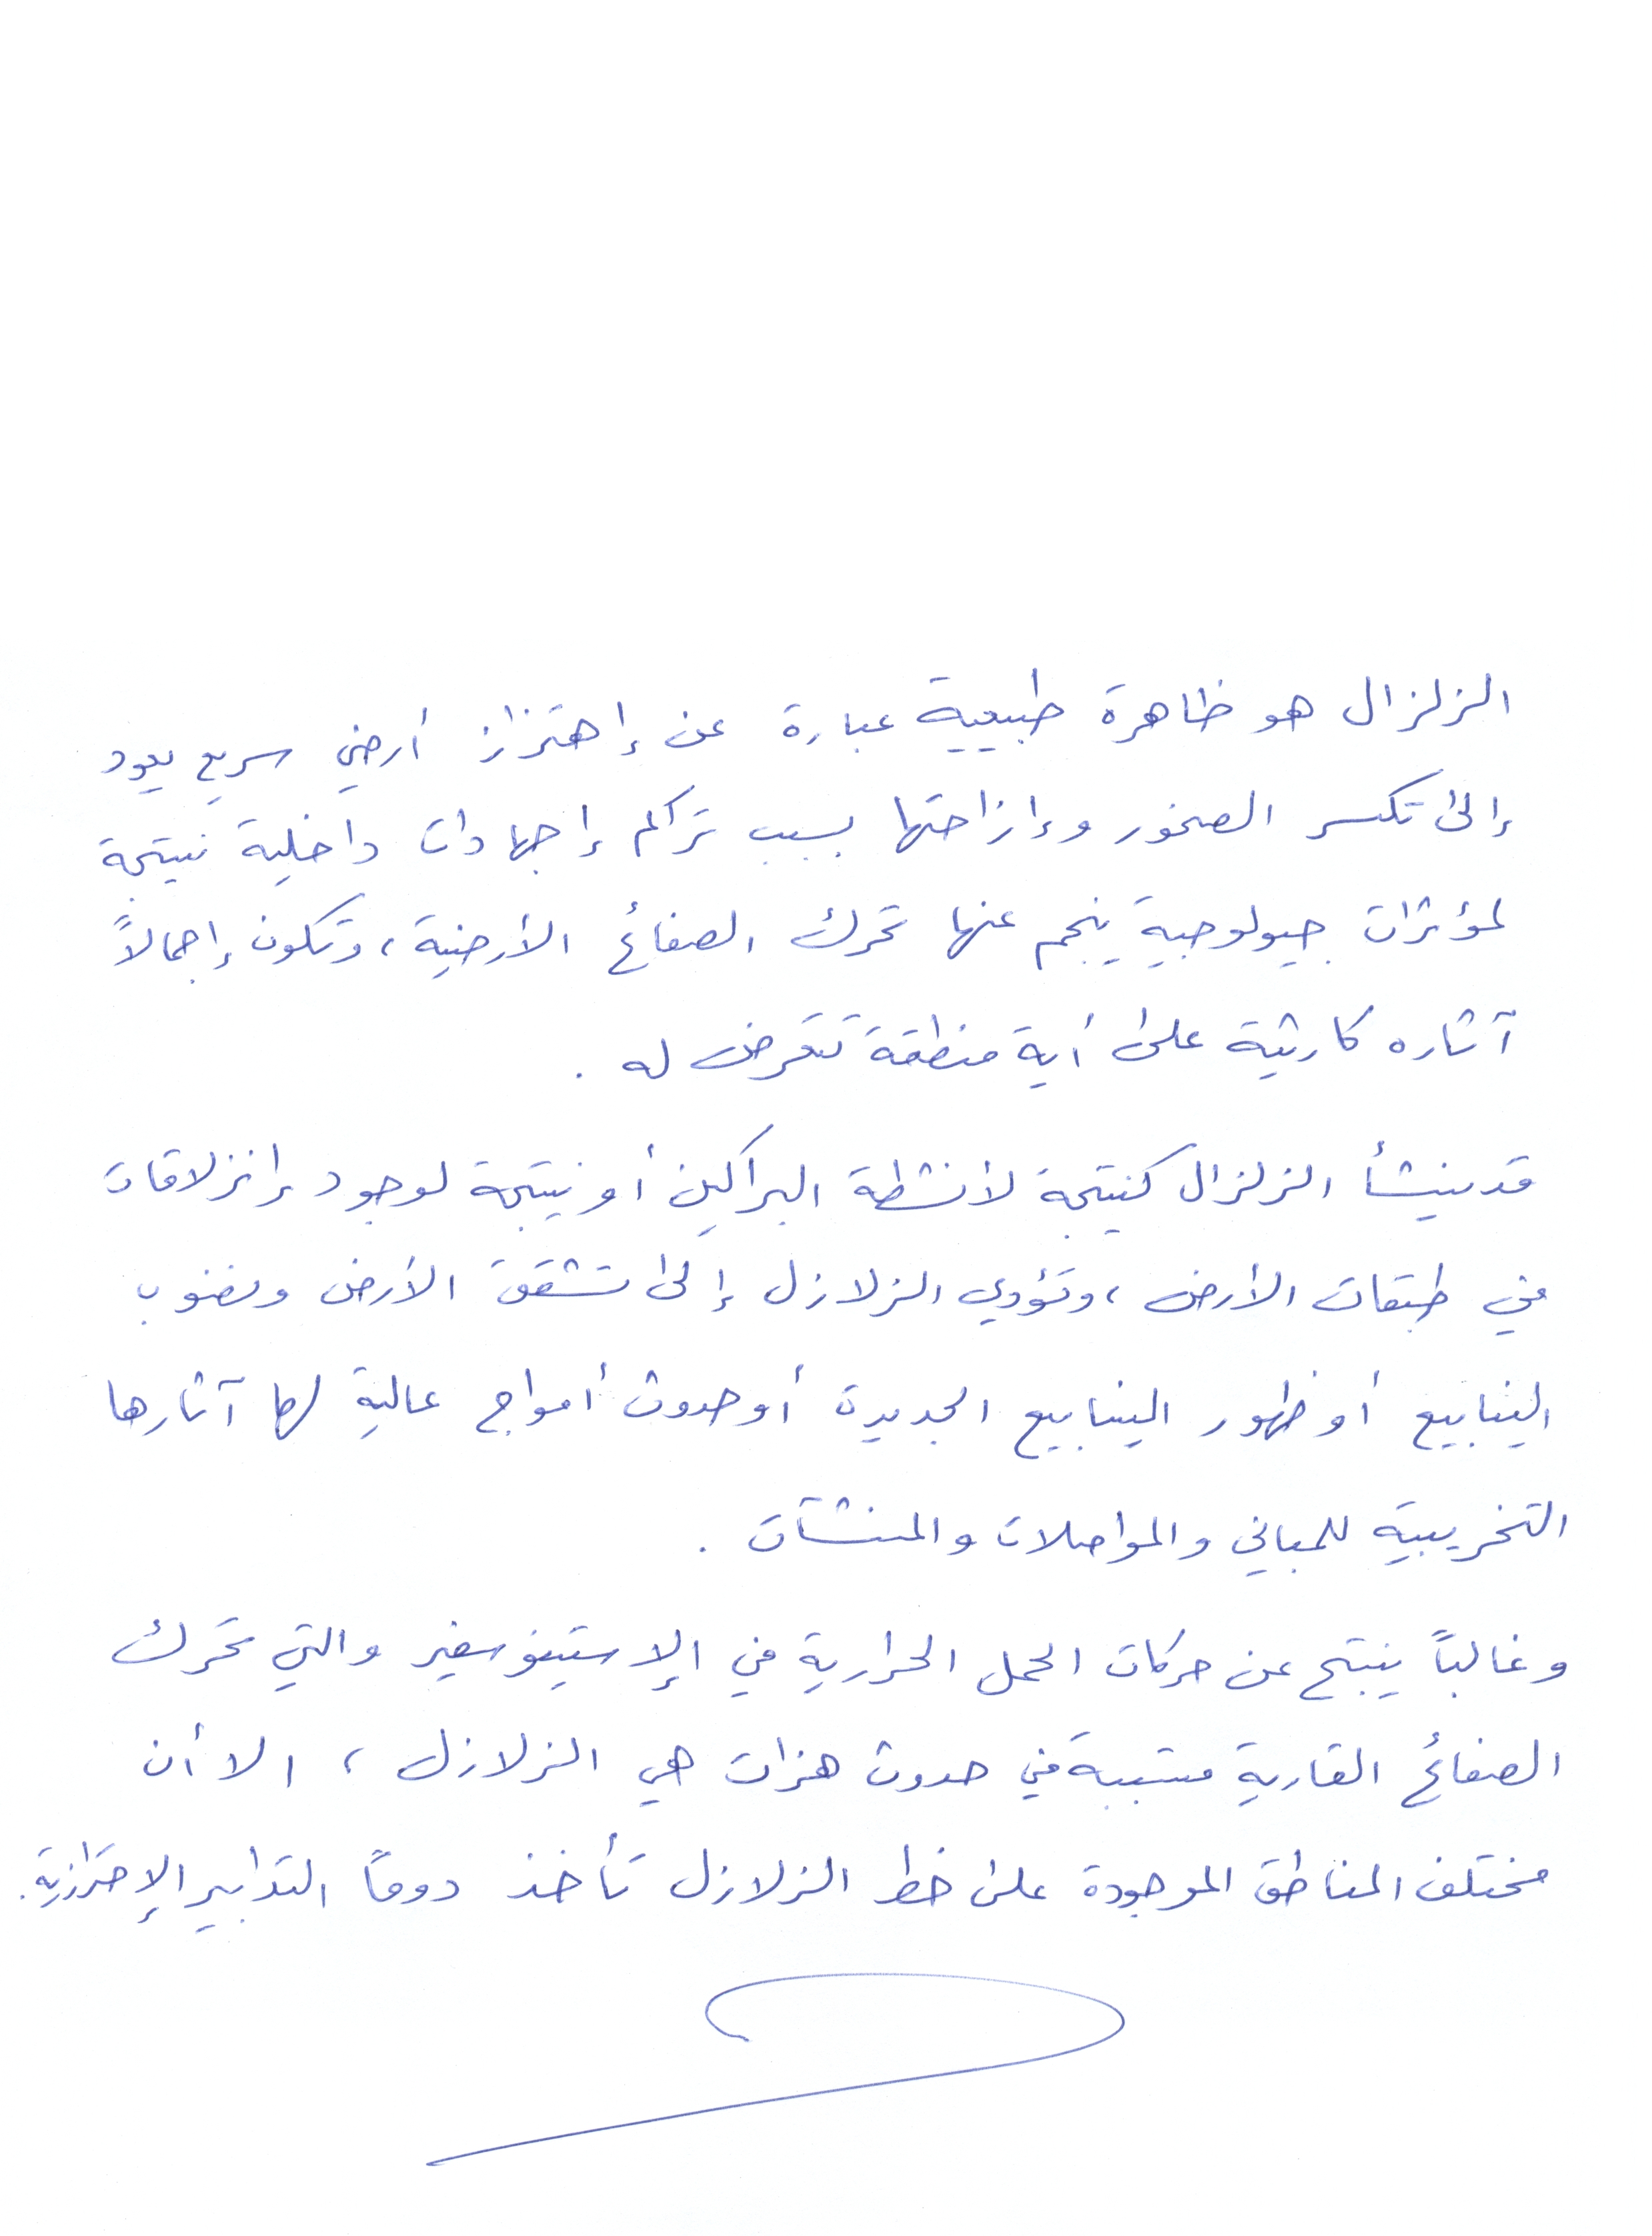 الزلزال هو ظاهرة طبيعية عبارة عن إهتزاز أرضي سريع يعود
إلى تكسر الصخور وإزاحتها بسبب تراكم إجهادات داخلية نتيجة
لمؤثرات جيولوجية ينجم عنها تحرك الصفائح الأرضية، وتكون إجمالاً
آثاره كارثية على أية منطقة تتعرض له .
قد ينشأ الزلزال كنتيجة لأنشطة البراكين أو نتيجة لوجود إنزلاقات
في طبقات الأرض ، وتؤدي الزلازل إلى تشقق الأرض ونضوب
الينابيع أو ظهور الينابيع الجديدة أو حدوث أمواج عالية لها آثارها
التخريبية للمباني والمواصلات والمنشآت .
وغالباً ينتج عن حركات الحمل الحرارية في الإستينوسفير والتي تحرك
الصفائح القارية متسببة في حدوث هزات هي الزلازل ، الا أن
مختلف المناطق الموجودة على خط الزلازل تأخذ دوماً التدابير الإحترازية.